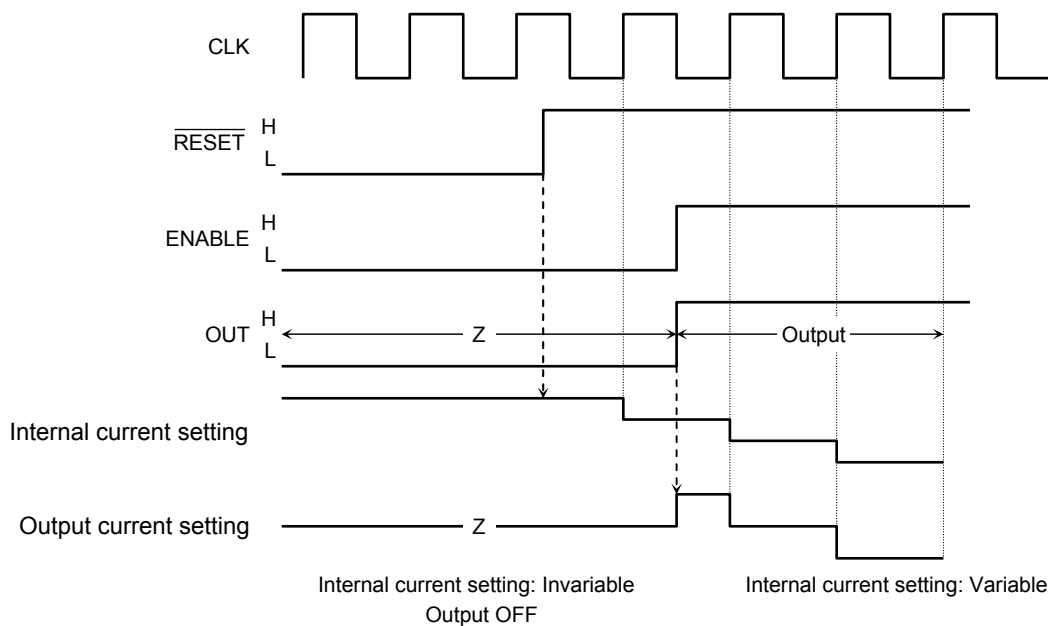 CLK
RESET
H
L
ENABLE
H
L
OUT
H
L
Z
Output
Internal current setting
Output current setting
Z
Internal current setting: Invariable
Output OFF
Internal current setting: Variable